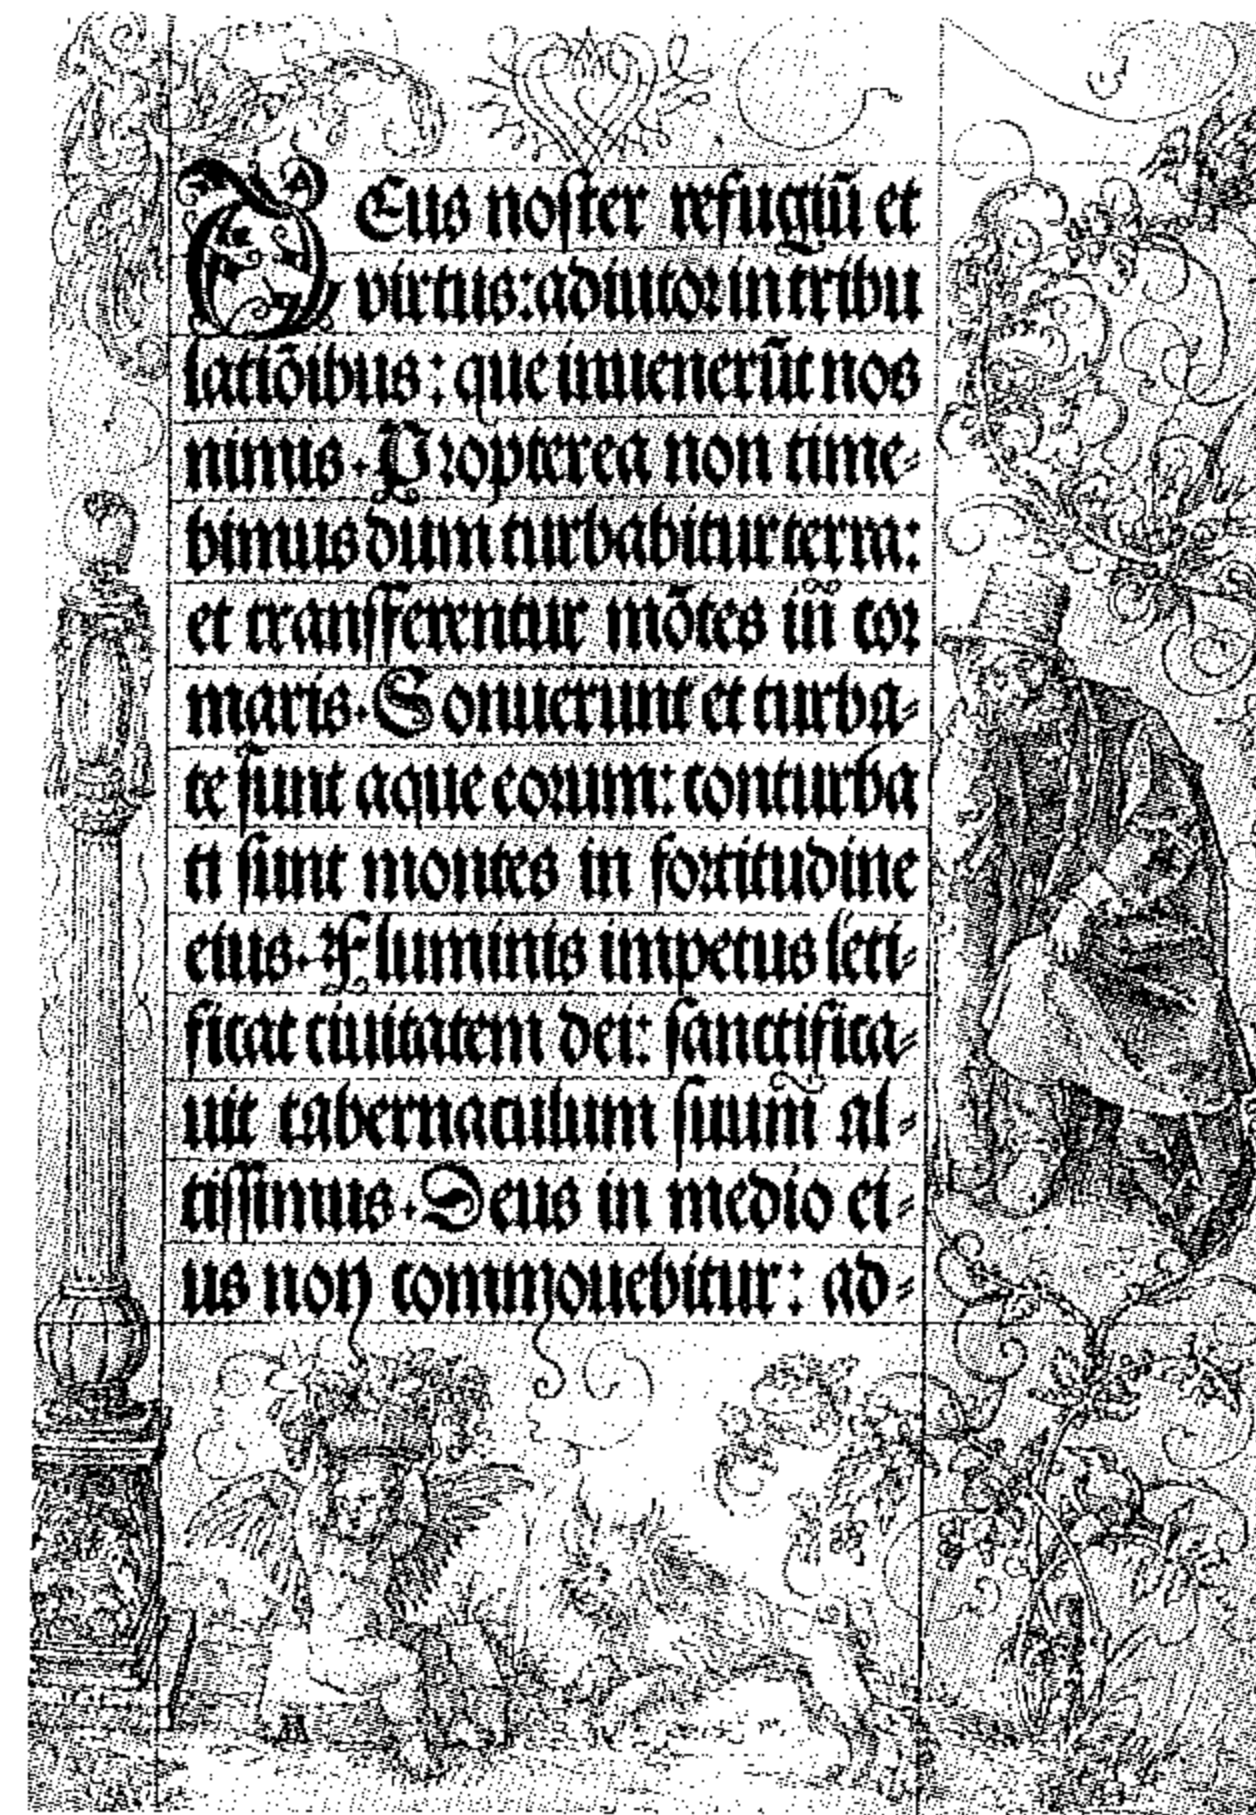 Deus noster refugiū et
virtus: adiutor in tribu
latiōibus: que inuenerūt nos
nimis. Propterea non time-
bimus dum turbabitur terra:
et transferentur mōtes in cor
maris. Sonuerunt et turba-
te sunt aque eorum: conturba
ti sunt montes in fortitudine
eius. Fluminis impetus leti-
ficat ciuitatem dei: sanctifica-
uit tabernaculum suum al-
tissimus. Deus in medio ei-
us non commouebitur: ad-